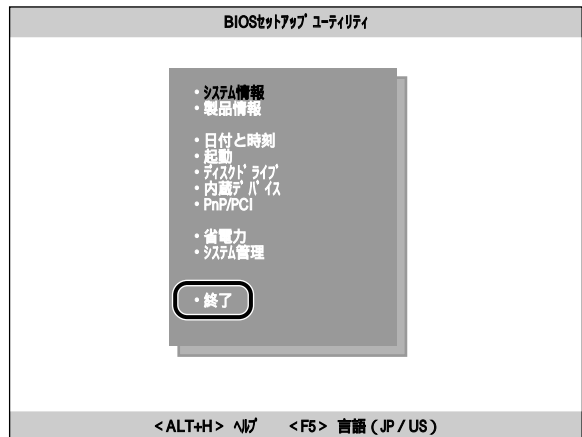 BIOSｾｯﾄｱｯﾌﾟ ﾕｰﾃｨﾘﾃｨ
・ｼｽﾃﾑ情報
・製品情報
・日付と時刻
・起動
・ﾃﾞｨｽｸﾄﾞﾗｲﾌﾞ
・内蔵ﾃﾞﾊﾞｲｽ
・PnP/PCI
・省電力
・ｼｽﾃﾑ管理
・終了
<ALT+H> ﾍﾙﾌﾟ <F5> 言語 ( JP / US )